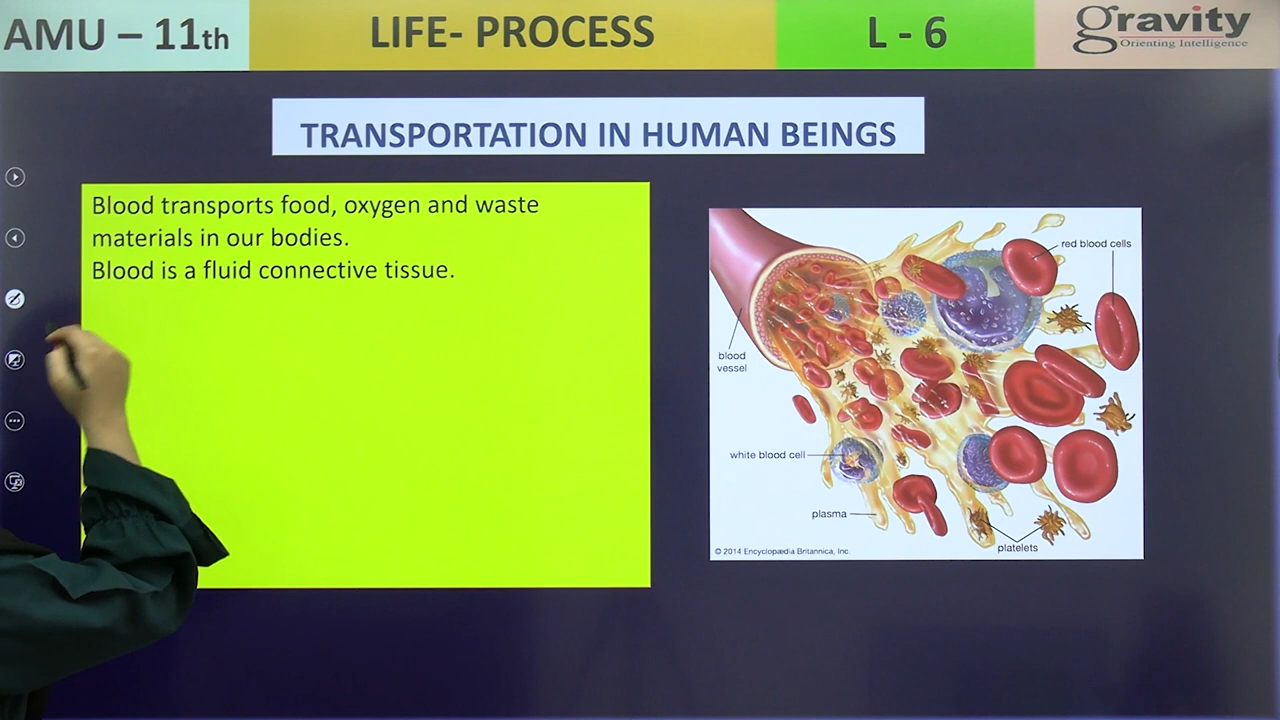 AMU – 11th
LIFE- PROCESS
L - 6
gravity
Orienting Intelligence
TRANSPORTATION IN HUMAN BEINGS
Blood transports food, oxygen and waste
materials in our bodies.
Blood is a fluid connective tissue.
red blood cells
blood
vessel
white blood cell
plasma
platelets
© 2014 Encyclopædia Britannica, Inc.